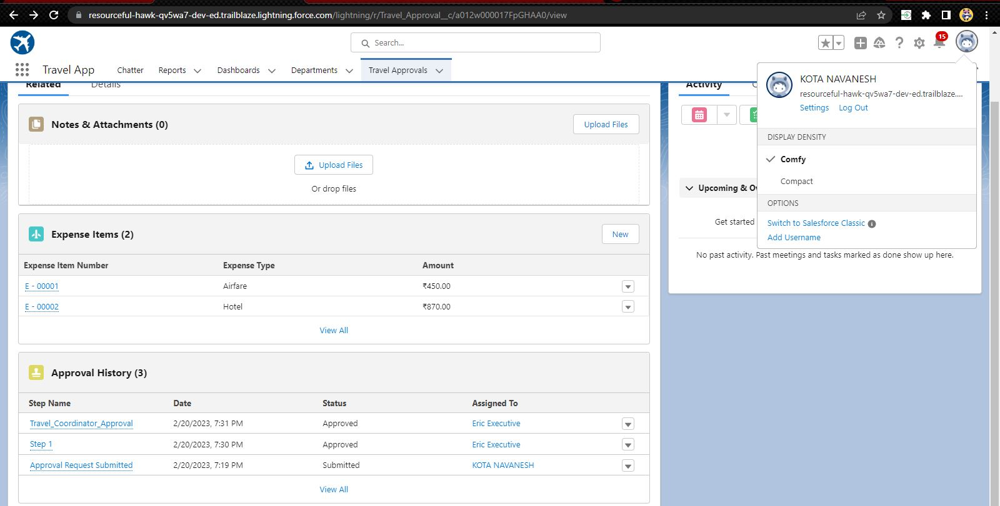 resourceful-hawk-qv5wa7-dev-ed.trailblaze.lightning.force.com/lightning/r/Travel_Approval__c/a012w000017FpGHAA0/view
Search...
15
Travel App
Chatter
Reports
Dashboards
Departments
Travel Approvals
Related
Details
Notes & Attachments (0)
Upload Files
Upload Files
Or drop files
Expense Items (2)
New
Expense Item Number Expense Type Amount
E - 00001 Airfare ₹450.00
E - 00002 Hotel ₹870.00
View All
Approval History (3)
Step Name Date Status Assigned To
Travel_Coordinator_Approval 2/20/2023, 7:31 PM Approved Eric Executive
Step 1 2/20/2023, 7:30 PM Approved Eric Executive
Approval Request Submitted 2/20/2023, 7:19 PM Submitted KOTA NAVANESH
View All
Activity
Upcoming & Ov
Get started
No past activity. Past meetings and tasks marked as done show up here.
KOTA NAVANESH
resourceful-hawk-qv5wa7-dev-ed.trailblaze....
Settings Log Out
DISPLAY DENSITY
Comfy
Compact
OPTIONS
Switch to Salesforce Classic
Add Username